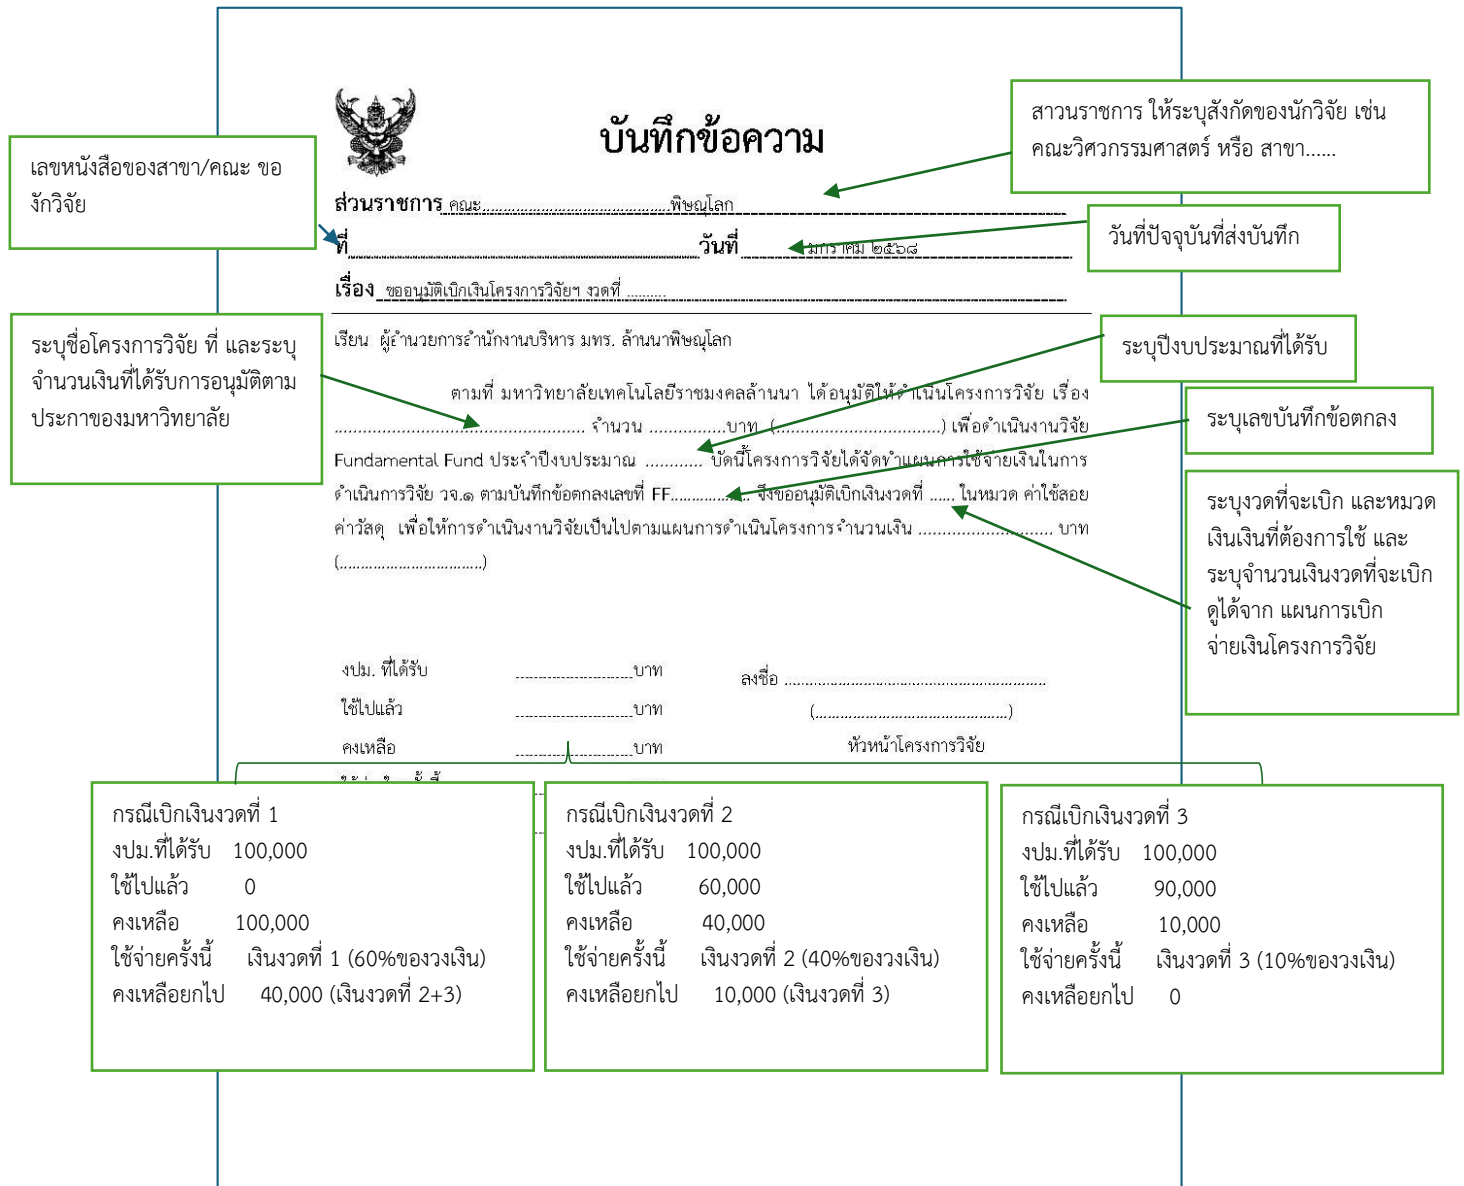 บันทึกข้อความ
สาวนราชการ ให้ระบุสังกัดของนักวิจัย เช่น
คณะวิศวกรรมศาสตร์ หรือ สาขา......
เลขหนังสือของสาขา/คณะ ขอ
งักวิจัย
ส่วนราชการ คณะ........................................พิษณุโลก
ที่ วันที่ มกราคม ๒๕๖๘
วันที่ปัจจุบันที่ส่งบันทึก
เรื่อง ขออนุมัติเบิกเงินโครงการวิจัยฯ งวดที่ ..........
เรียน ผู้อำนวยการสำนักงานบริหาร มทร. ล้านนาพิษณุโลก
ระบุชื่อโครงการวิจัย ที่ และระบุ
จำนวนเงินที่ได้รับการอนุมัติตาม
ประกาของมหาวิทยาลัย
ระบุปีงบประมาณที่ได้รับ
ตามที่ มหาวิทยาลัยเทคโนโลยีราชมงคลล้านนา ได้อนุมัติให้ดำเนินโครงการวิจัย เรื่อง
........................................................ จำนวน .................บาท (....................................) เพื่อดำเนินงานวิจัย
Fundamental Fund ประจำปีงบประมาณ ............. บัดนี้โครงการวิจัยได้จัดทำแผนการใช้จ่ายเงินในการ
ดำเนินการวิจัย วจ.๑ ตามบันทึกข้อตกลงเลขที่ FF................... จึงขออนุมัติเบิกเงินงวดที่ ...... ในหมวด ค่าใช้สอย
ค่าวัสดุ เพื่อให้การดำเนินงานวิจัยเป็นไปตามแผนการดำเนินโครงการจำนวนเงิน .............................. บาท
(................................)
ระบุเลขบันทึกข้อตกลง
ระบุงวดที่จะเบิก และหมวด
เงินเงินที่ต้องการใช้ และ
ระบุจำนวนเงินงวดที่จะเบิก
ดูได้จาก แผนการเบิก
จ่ายเงินโครงการวิจัย
งปม. ที่ได้รับ ..........................บาท
ใช้ไปแล้ว ..........................บาท
คงเหลือ ..........................บาท
ลงชื่อ ..........................................................
(...........................................)
หัวหน้าโครงการวิจัย
กรณีเบิกเงินงวดที่ 1
งปม.ที่ได้รับ 100,000
ใช้ไปแล้ว 0
คงเหลือ 100,000
ใช้จ่ายครั้งนี้ เงินงวดที่ 1 (60%ของวงเงิน)
คงเหลือยกไป 40,000 (เงินงวดที่ 2+3)
กรณีเบิกเงินงวดที่ 2
งปม.ที่ได้รับ 100,000
ใช้ไปแล้ว 60,000
คงเหลือ 40,000
ใช้จ่ายครั้งนี้ เงินงวดที่ 2 (40%ของวงเงิน)
คงเหลือยกไป 10,000 (เงินงวดที่ 3)
กรณีเบิกเงินงวดที่ 3
งปม.ที่ได้รับ 100,000
ใช้ไปแล้ว 90,000
คงเหลือ 10,000
ใช้จ่ายครั้งนี้ เงินงวดที่ 3 (10%ของวงเงิน)
คงเหลือยกไป 0